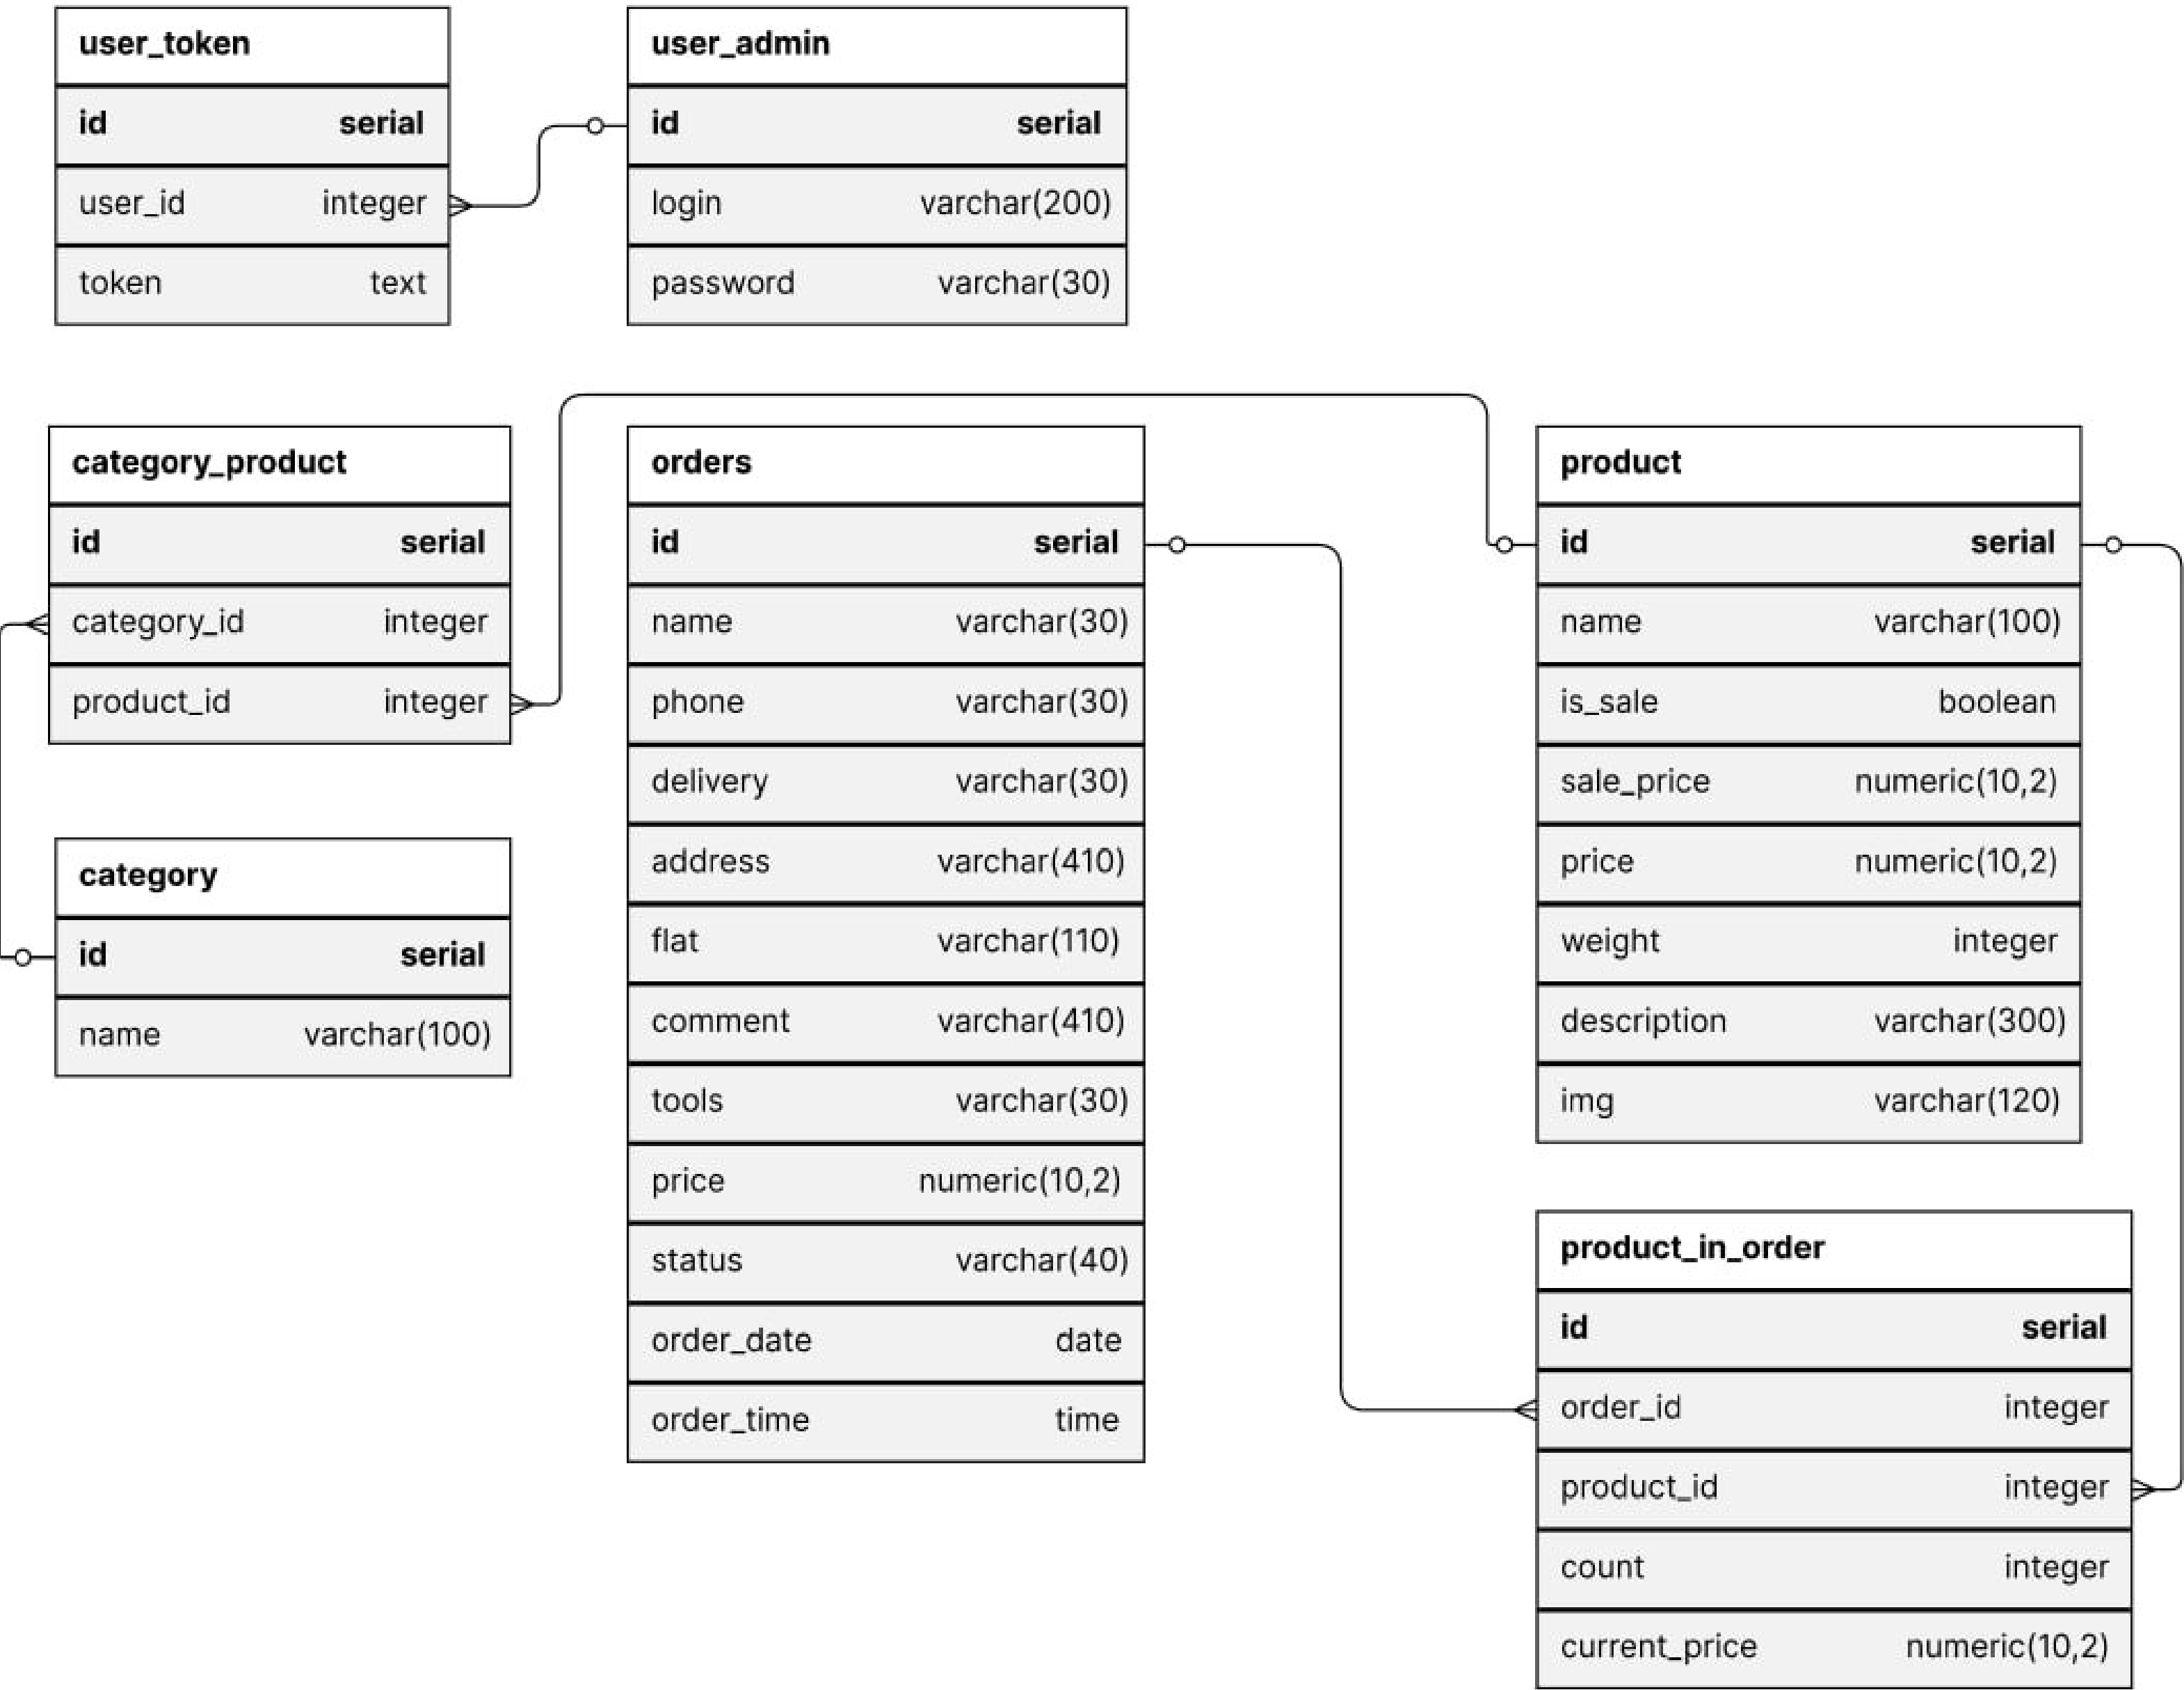 user_token
id serial
user_id integer
token text
user_admin
id serial
login varchar(200)
password varchar(30)
category_product
id serial
category_id integer
product_id integer
category
id serial
name varchar(100)
orders
id serial
name varchar(30)
phone varchar(30)
delivery varchar(30)
address varchar(410)
flat varchar(110)
comment varchar(410)
tools varchar(30)
price numeric(10,2)
status varchar(40)
order_date date
order_time time
product
id serial
name varchar(100)
is_sale boolean
sale_price numeric(10,2)
price numeric(10,2)
weight integer
description varchar(300)
img varchar(120)
product_in_order
id serial
order_id integer
product_id integer
count integer
current_price numeric(10,2)